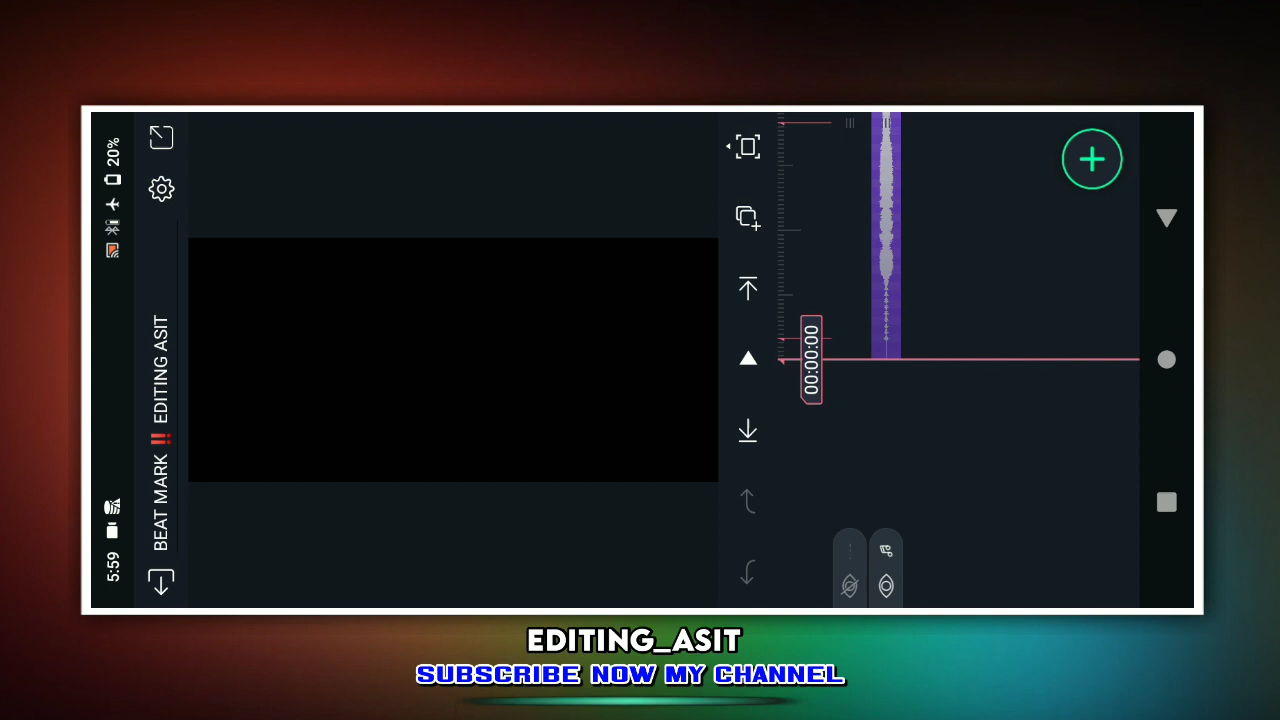 5:59 20%
BEAT MARK ‼️ EDITING ASIT
00:00:00
EDITING_ASIT
SUBSCRIBE NOW MY CHANNEL